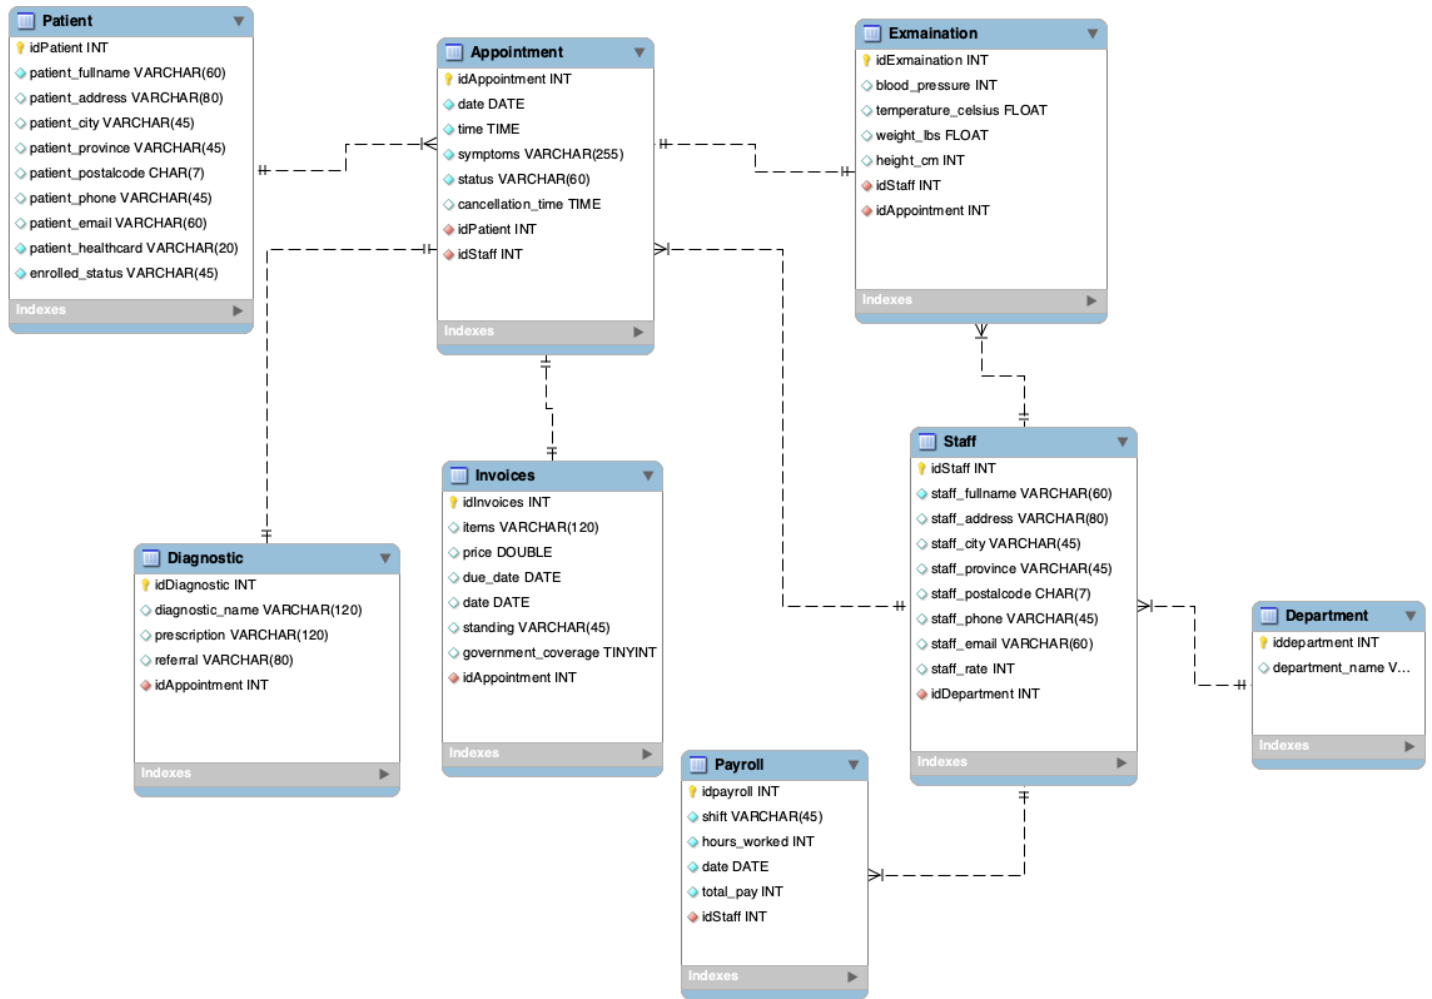 Patient
idPatient INT
patient_fullname VARCHAR(60)
patient_address VARCHAR(80)
patient_city VARCHAR(45)
patient_province VARCHAR(45)
patient_postalcode CHAR(7)
patient_phone VARCHAR(45)
patient_email VARCHAR(60)
patient_healthcard VARCHAR(20)
enrolled_status VARCHAR(45)
Indexes
Appointment
idAppointment INT
date DATE
time TIME
symptoms VARCHAR(255)
status VARCHAR(60)
cancellation_time TIME
idPatient INT
idStaff INT
Indexes
Exmaination
idExmaination INT
blood_pressure INT
temperature_celsius FLOAT
weight_lbs FLOAT
height_cm INT
idStaff INT
idAppointment INT
Indexes
Diagnostic
idDiagnostic INT
diagnostic_name VARCHAR(120)
prescription VARCHAR(120)
referral VARCHAR(80)
idAppointment INT
Indexes
Invoices
idInvoices INT
items VARCHAR(120)
price DOUBLE
due_date DATE
date DATE
standing VARCHAR(45)
government_coverage TINYINT
idAppointment INT
Indexes
Staff
idStaff INT
staff_fullname VARCHAR(60)
staff_address VARCHAR(80)
staff_city VARCHAR(45)
staff_province VARCHAR(45)
staff_postalcode CHAR(7)
staff_phone VARCHAR(45)
staff_email VARCHAR(60)
staff_rate INT
idDepartment INT
Indexes
Department
iddepartment INT
department_name V...
Indexes
Payroll
idpayroll INT
shift VARCHAR(45)
hours_worked INT
date DATE
total_pay INT
idStaff INT
Indexes